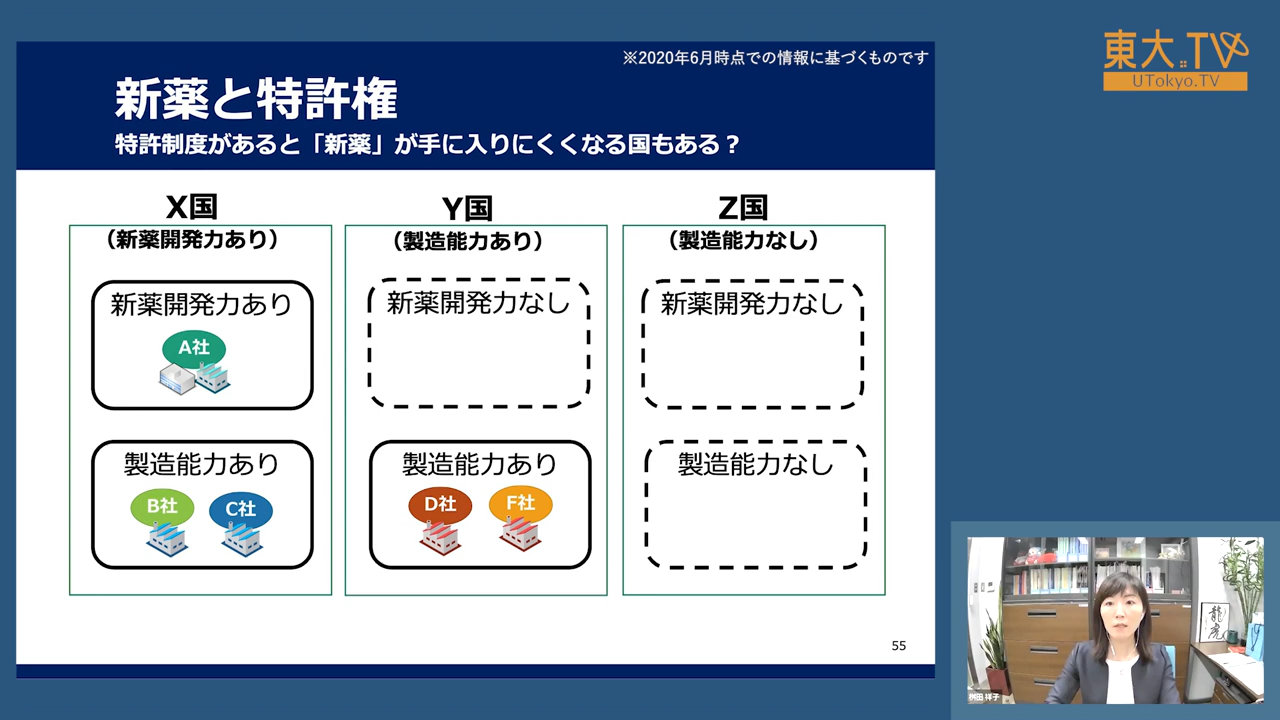 ※2020年6月時点での情報に基づくものです
東大.TV
UTokyo.TV
新薬と特許権
特許制度があると「新薬」が手に入りにくくなる国もある？
X国
（新薬開発力あり）
新薬開発力あり
A社
製造能力あり
B社
C社
Y国
（製造能力あり）
新薬開発力なし
製造能力あり
D社
F社
Z国
（製造能力なし）
新薬開発力なし
製造能力なし
55
龍虎
桝田 祥子